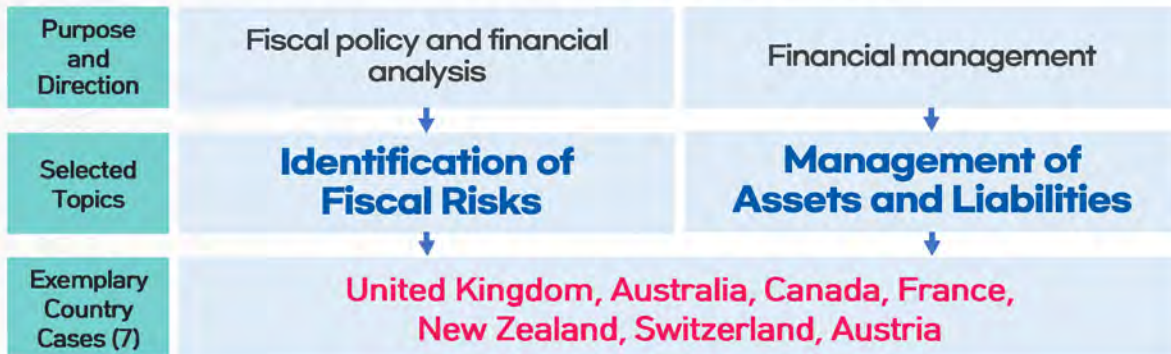 Purpose
and
Direction
Fiscal policy and financial
analysis
Financial management
Selected
Topics
Identification of
Fiscal Risks
Management of
Assets and Liabilities
Exemplary
Country
Cases (7)
United Kingdom, Australia, Canada, France,
New Zealand, Switzerland, Austria